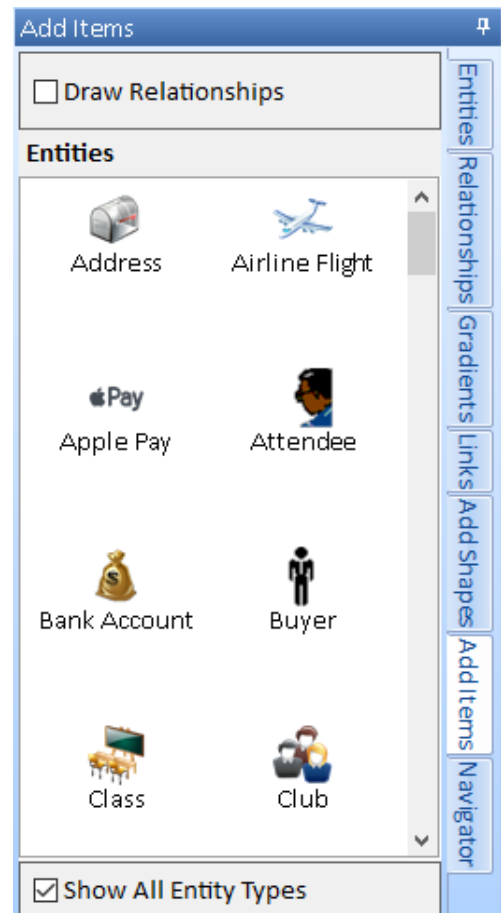 Add Items
Draw Relationships
Entities
Address
Airline Flight
Pay
Apple Pay
Attendee
$
Bank Account
Buyer
Class
Club
Show All Entity Types
Entities
Relationships
Gradients
Links
Add Shapes
Add Items
Navigator